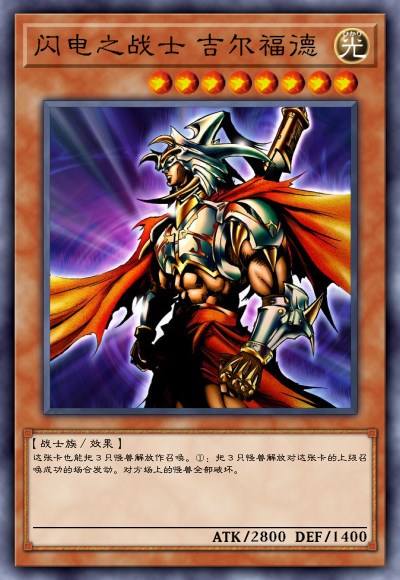 闪电之战士 吉尔福德
光
【战士族／效果】
这张卡也能把３只怪兽解放作召唤。①：把３只怪兽解放对这张卡的上级召
唤成功的场合发动。对方场上的怪兽全部破坏。
ATK/2800 DEF/1400